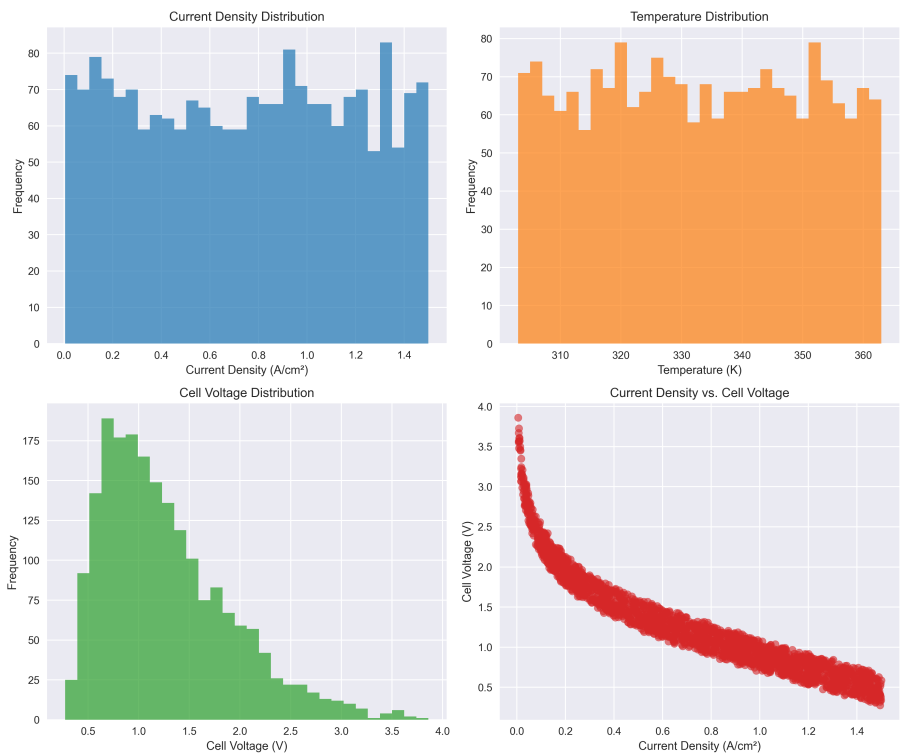 Current Density Distribution
Frequency
80
70
60
50
40
30
20
10
0
0.0 0.2 0.4 0.6 0.8 1.0 1.2 1.4
Current Density (A/cm²)
Temperature Distribution
Frequency
80
70
60
50
40
30
20
10
0
310 320 330 340 350 360
Temperature (K)
Cell Voltage Distribution
Frequency
175
150
125
100
75
50
25
0
0.5 1.0 1.5 2.0 2.5 3.0 3.5 4.0
Cell Voltage (V)
Current Density vs. Cell Voltage
Cell Voltage (V)
4.0
3.5
3.0
2.5
2.0
1.5
1.0
0.5
0.0 0.2 0.4 0.6 0.8 1.0 1.2 1.4
Current Density (A/cm²)